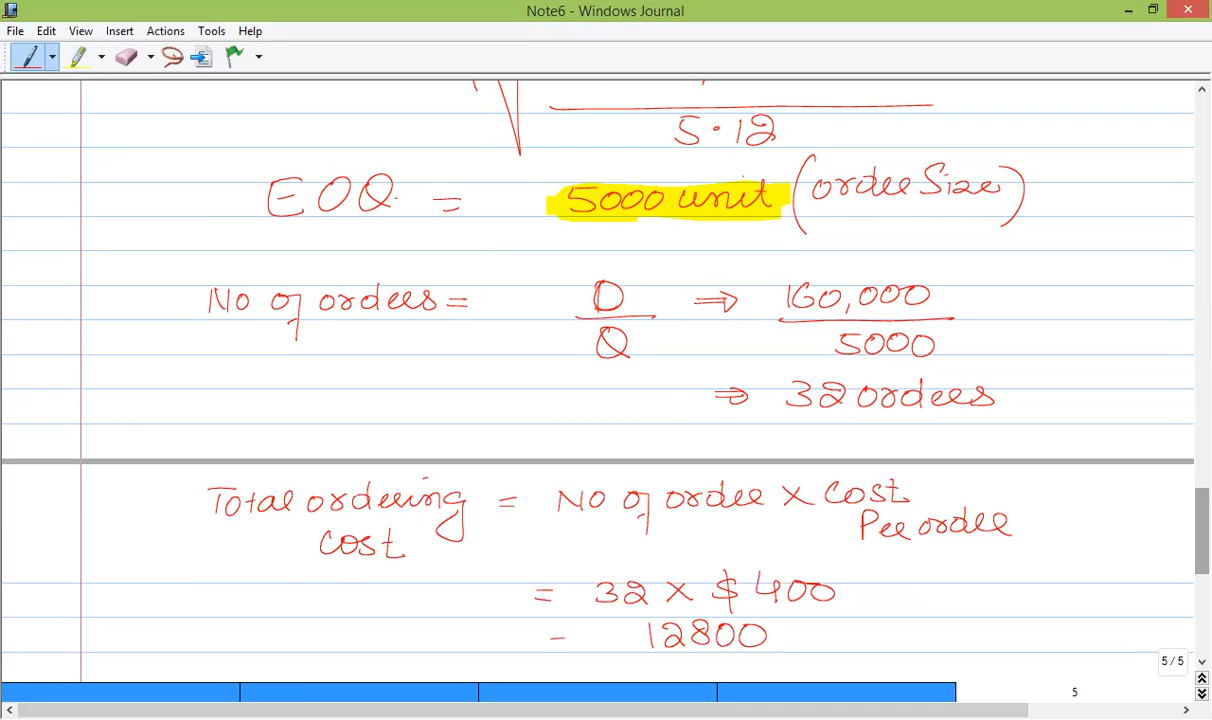 Note6 - Windows Journal
File Edit View Insert Actions Tools Help
5.12
EOQ = 5000 unit (order Size)
No of orders = D/Q ⇒ 160,000/5000
⇒ 32 orders
Total ordering cost = No of order × cost Per order
= 32 × $ 400
= 12800
5 / 5
5